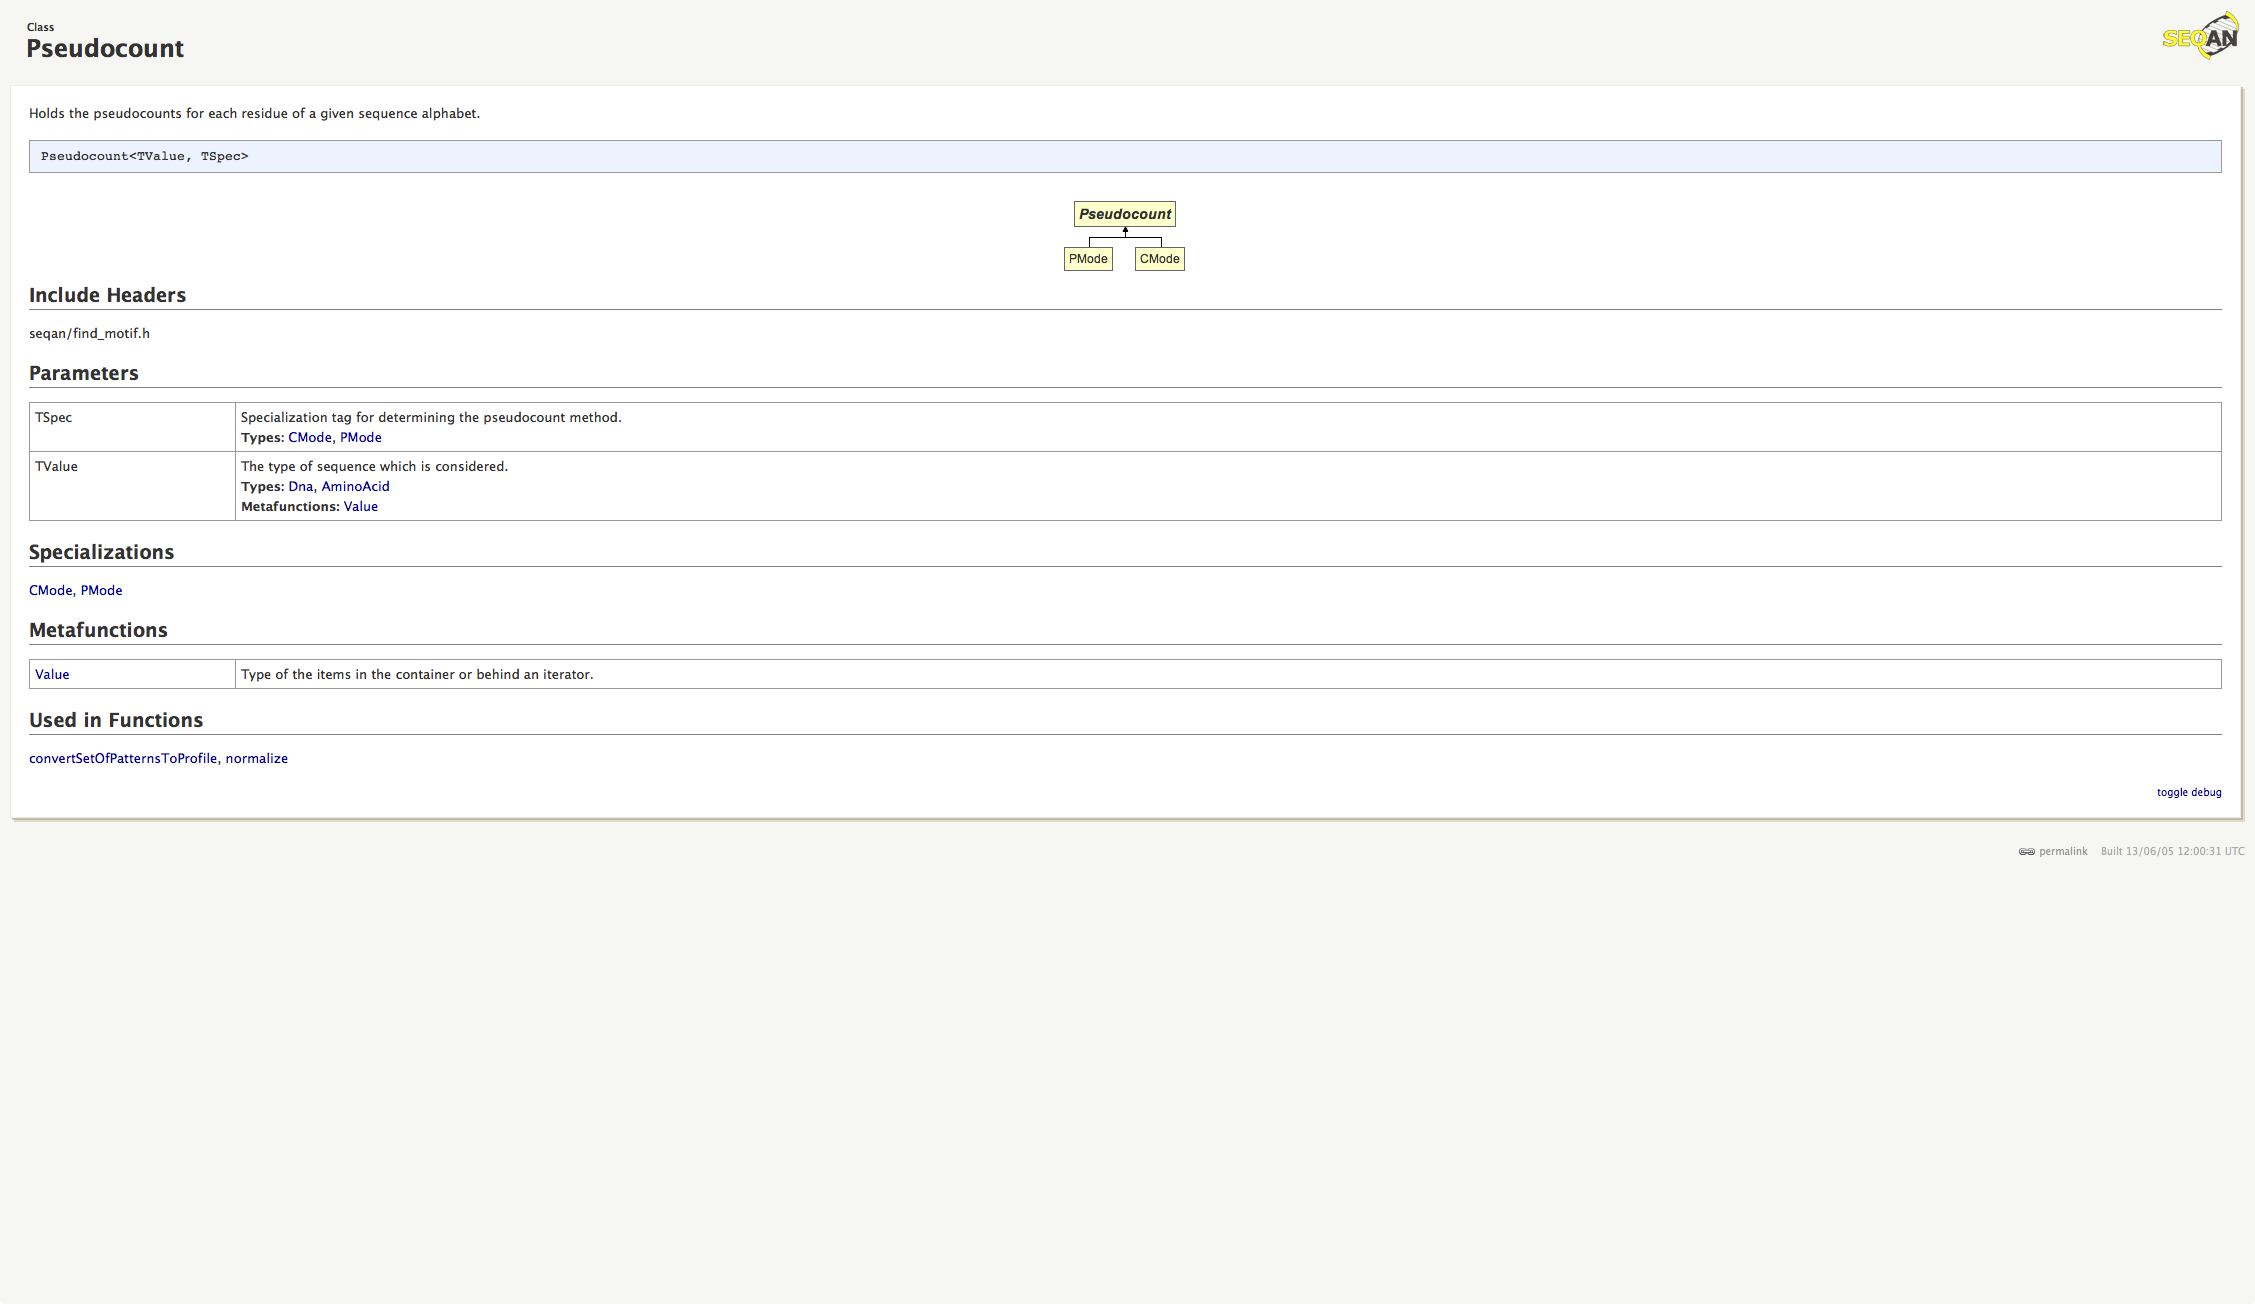 Class
Pseudocount
SEQAN
Holds the pseudocounts for each residue of a given sequence alphabet.
Pseudocount<TValue, TSpec>
Pseudocount
PMode CMode
Include Headers
seqan/find_motif.h
Parameters
TSpec Specialization tag for determining the pseudocount method.
Types: CMode, PMode
TValue The type of sequence which is considered.
Types: Dna, AminoAcid
Metafunctions: Value
Specializations
CMode, PMode
Metafunctions
Value Type of the items in the container or behind an iterator.
Used in Functions
convertSetOfPatternsToProfile, normalize
toggle debug
permalink Built 13/06/05 12:00:31 UTC